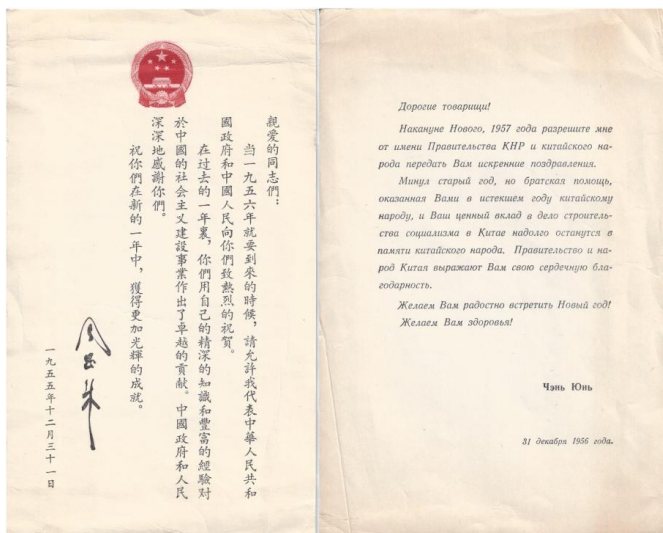 親爱的同志們：
当一九五六年就要到來的時候，請允許我代表中華人民共和
國政府和中國人民向你們致熱烈的祝賀。
在过去的一年裏，你們用自己的精深的知識和豐富的經驗对
於中國的社会主义建設事業作出了卓越的貢献。中國政府和人民
深深地感謝你們。
祝你們在新的一年中，獲得更加光輝的成就。
周恩來
一九五五年十二月三十一日
Дорогие товарищи!
Накануне Нового, 1957 года разрешите мне
от имени Правительства КНР и китайского на-
рода передать Вам искренние поздравления.
Минул старый год, но братская помощь,
оказанная Вами в истекшем году китайскому
народу, и Ваш ценный вклад в дело строитель-
ства социализма в Китае надолго останутся в
памяти китайского народа. Правительство и на-
род Китая выражают Вам свою сердечную бла-
годарность.
Желаем Вам радостно встретить Новый год!
Желаем Вам здоровья!
Чэнь Юнь
31 декабря 1956 года.